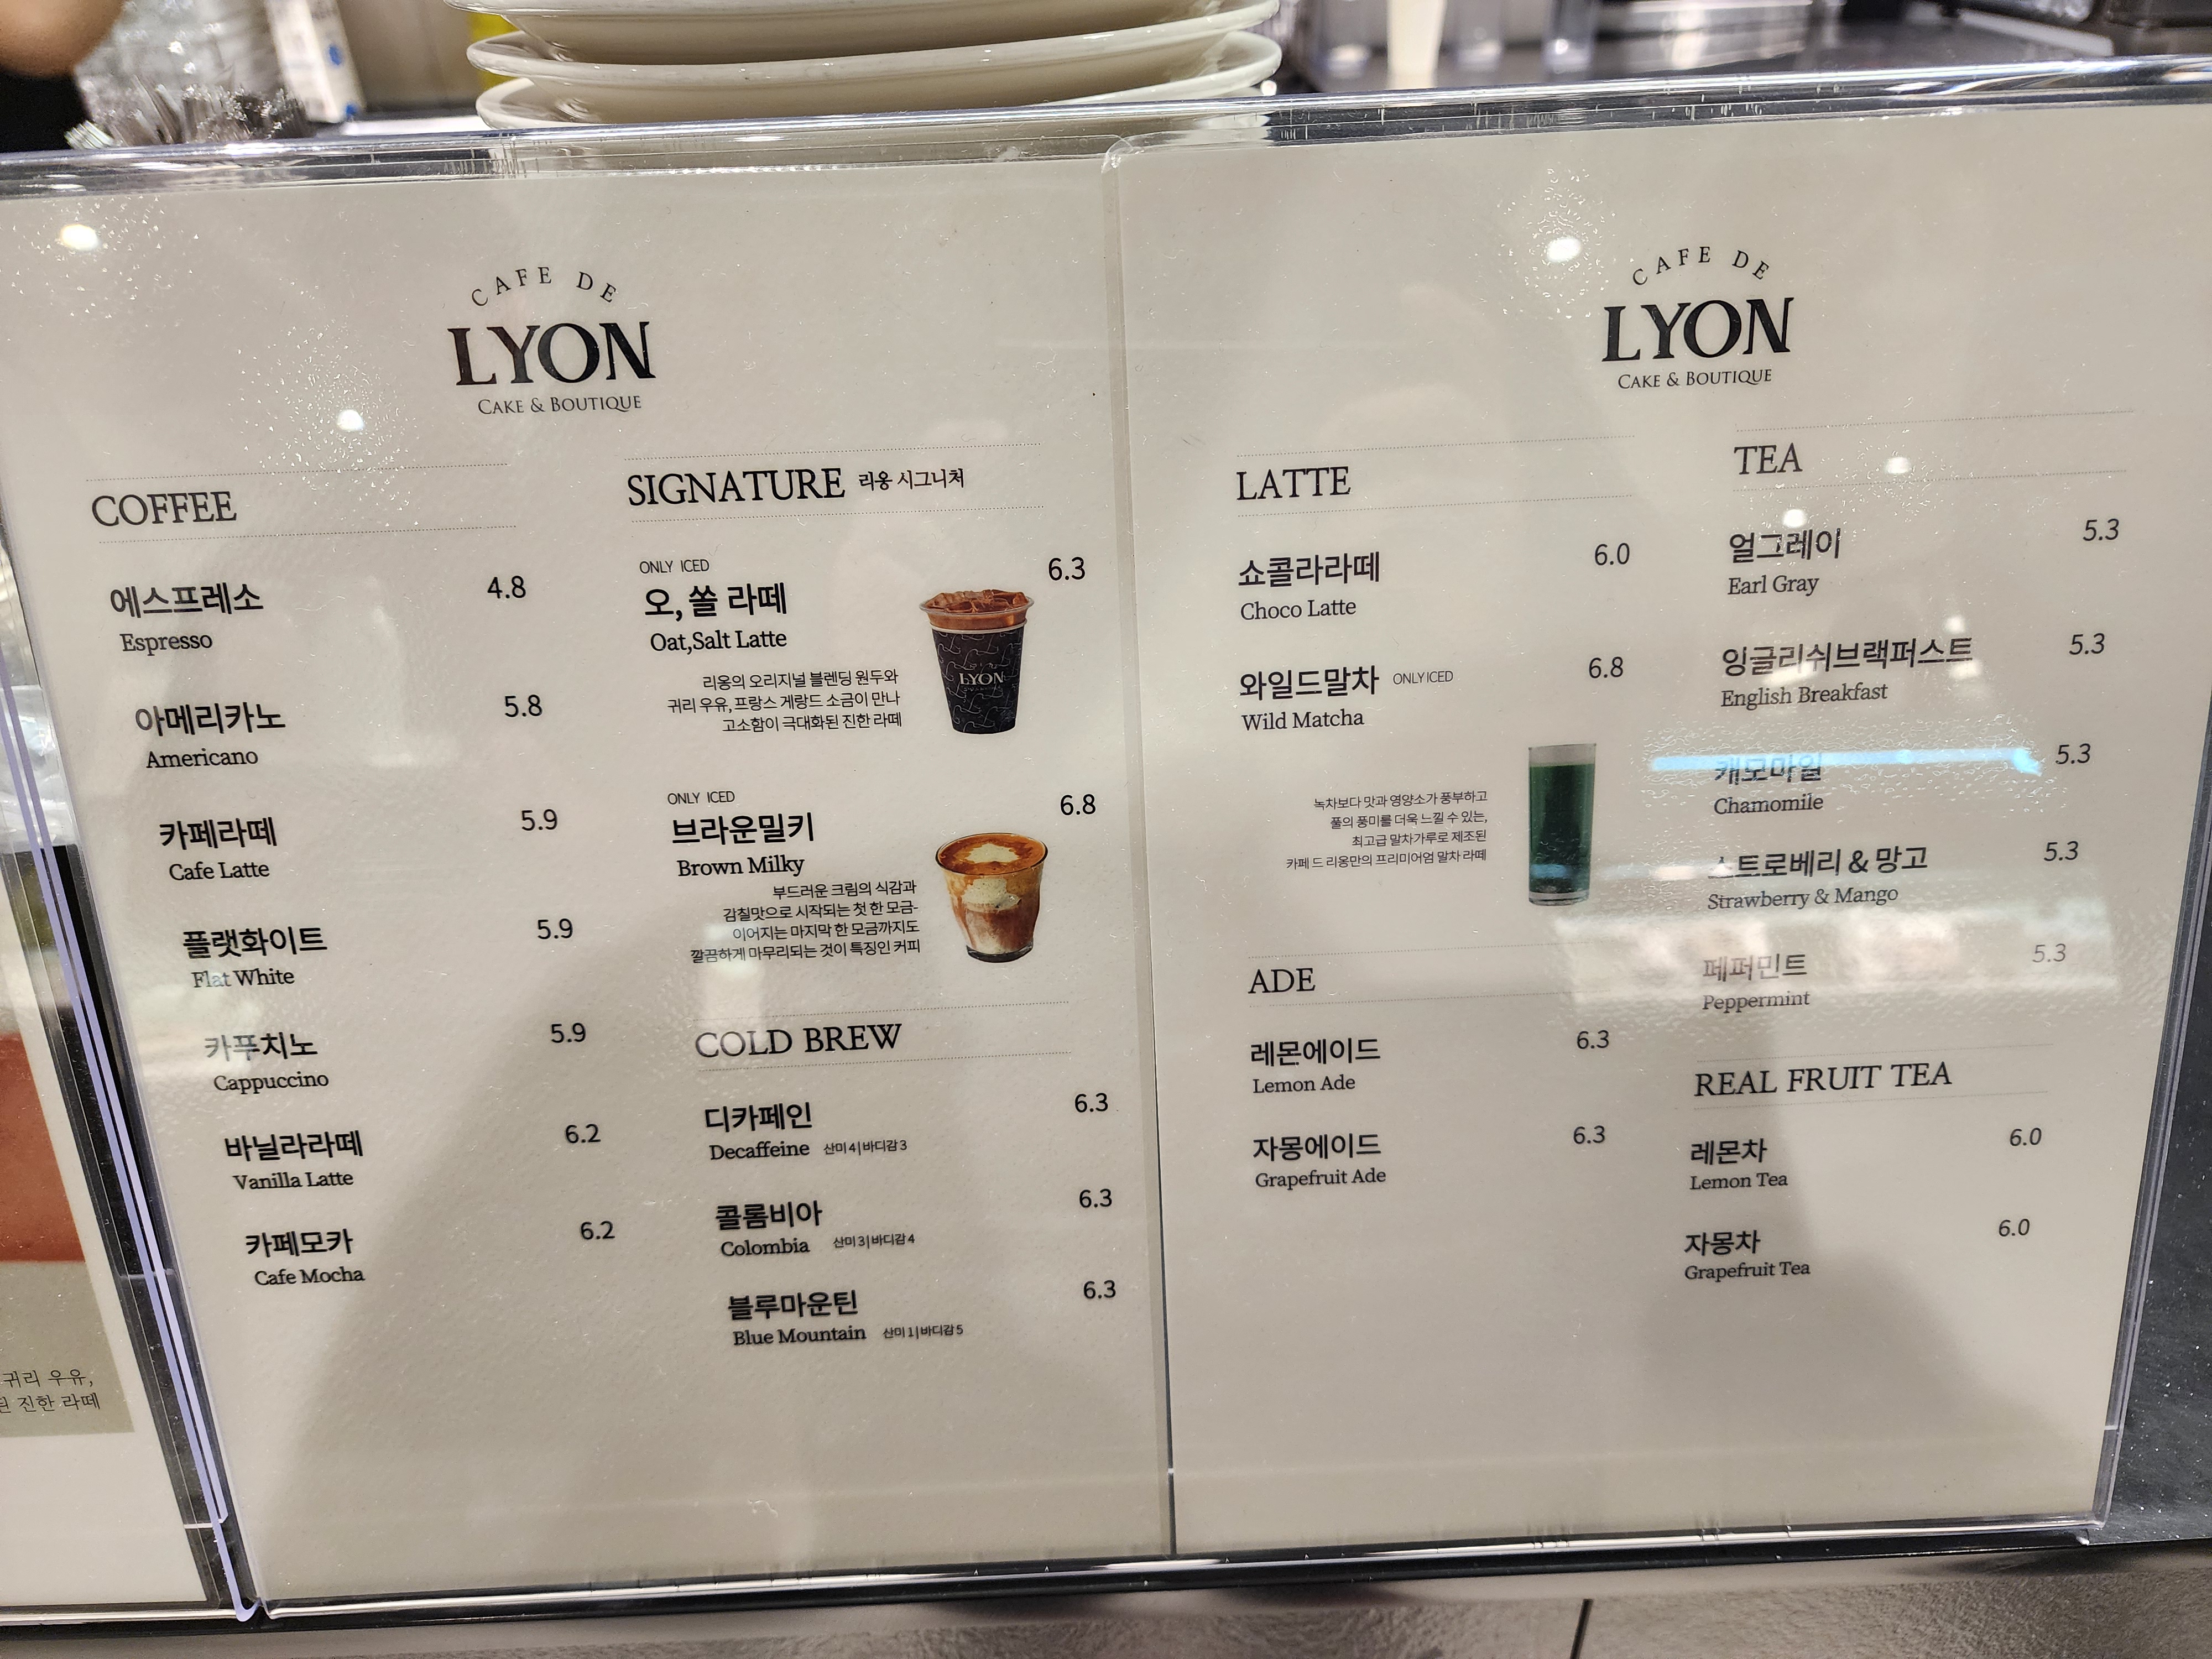 CAFE DE
LYON
CAKE & BOUTIQUE
COFFEE
에스프레소 4.8
Espresso
아메리카노 5.8
Americano
카페라떼 5.9
Cafe Latte
플랫화이트 5.9
Flat White
카푸치노 5.9
Cappuccino
바닐라라떼 6.2
Vanilla Latte
카페모카 6.2
Cafe Mocha
SIGNATURE 리옹 시그니처
ONLY ICED
오, 쏠 라떼 6.3
Oat,Salt Latte
리옹의 오리지널 블렌딩 원두와
귀리 우유, 프랑스 게랑드 소금이 만나
고소함이 극대화된 진한 라떼
LYON
ONLY ICED
브라운밀키 6.8
Brown Milky
부드러운 크림의 식감과
감칠맛으로 시작되는 첫 한 모금-
이어지는 마지막 한 모금까지도
깔끔하게 마무리되는 것이 특징인 커피
COLD BREW
디카페인 6.3
Decaffeine 산미 4 | 바디감 3
콜롬비아 6.3
Colombia 산미 3 | 바디감 4
블루마운틴 6.3
Blue Mountain 산미 1 | 바디감 5
CAFE DE
LYON
CAKE & BOUTIQUE
LATTE
쇼콜라라떼 6.0
Choco Latte
와일드말차 ONLY ICED 6.8
Wild Matcha
녹차보다 맛과 영양소가 풍부하고
풀의 풍미를 더욱 느낄 수 있는,
최고급 말차가루로 제조된
카페 드 리옹만의 프리미어엄 말차 라떼
ADE
레몬에이드 6.3
Lemon Ade
자몽에이드 6.3
Grapefruit Ade
TEA
얼그레이 5.3
Earl Gray
잉글리쉬브랙퍼스트 5.3
English Breakfast
캐모마일 5.3
Chamomile
스트로베리 & 망고 5.3
Strawberry & Mango
페퍼민트 5.3
Peppermint
REAL FRUIT TEA
레몬차 6.0
Lemon Tea
자몽차 6.0
Grapefruit Tea
귀리 우유,
진한 라떼